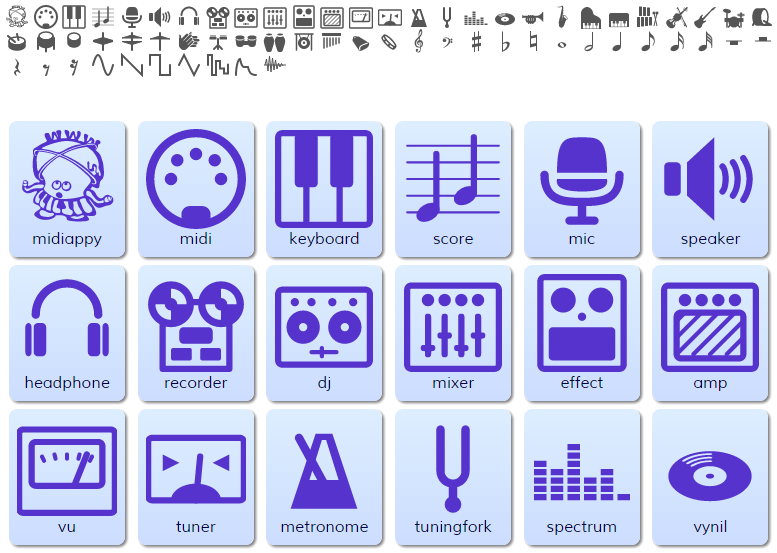 midiappy midi keyboard score mic speaker
headphone recorder dj mixer effect amp
vu tuner metronome tuningfork spectrum vynil